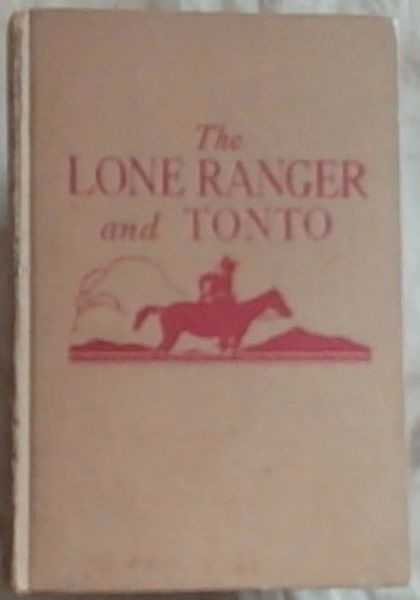 The
LONE RANGER
and TONTO